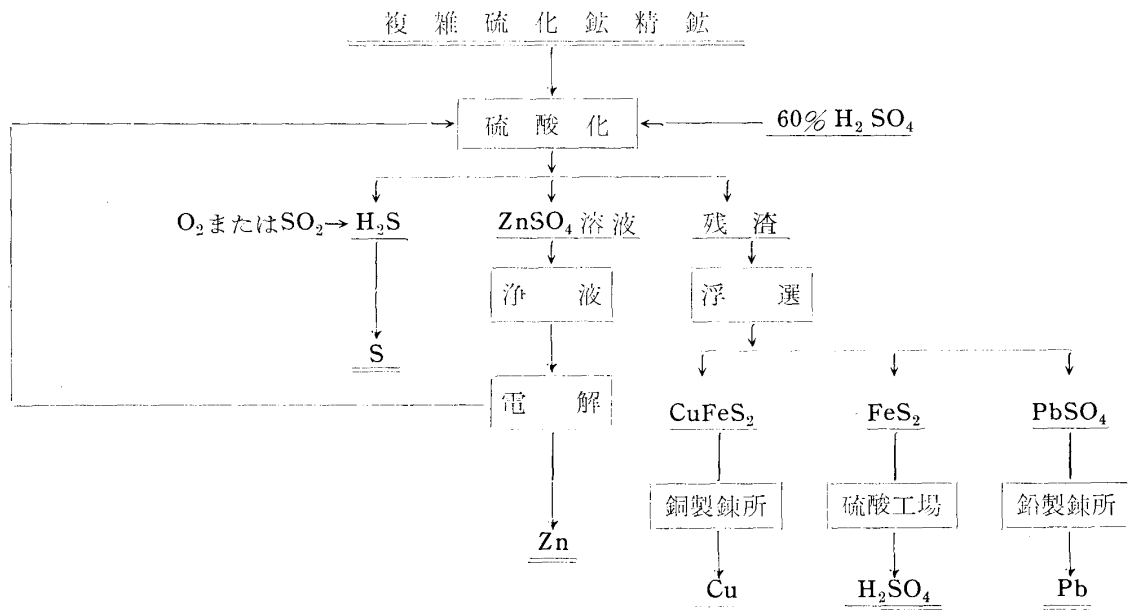 複雑硫化鉱精鉱
硫酸化
60% H₂SO₄
O₂またはSO₂→H₂S
ZnSO₄溶液
残渣
浄液
浮選
S
電解
CuFeS₂
FeS₂
PbSO₄
銅製錬所
硫酸工場
鉛製錬所
Zn
Cu
H₂SO₄
Pb